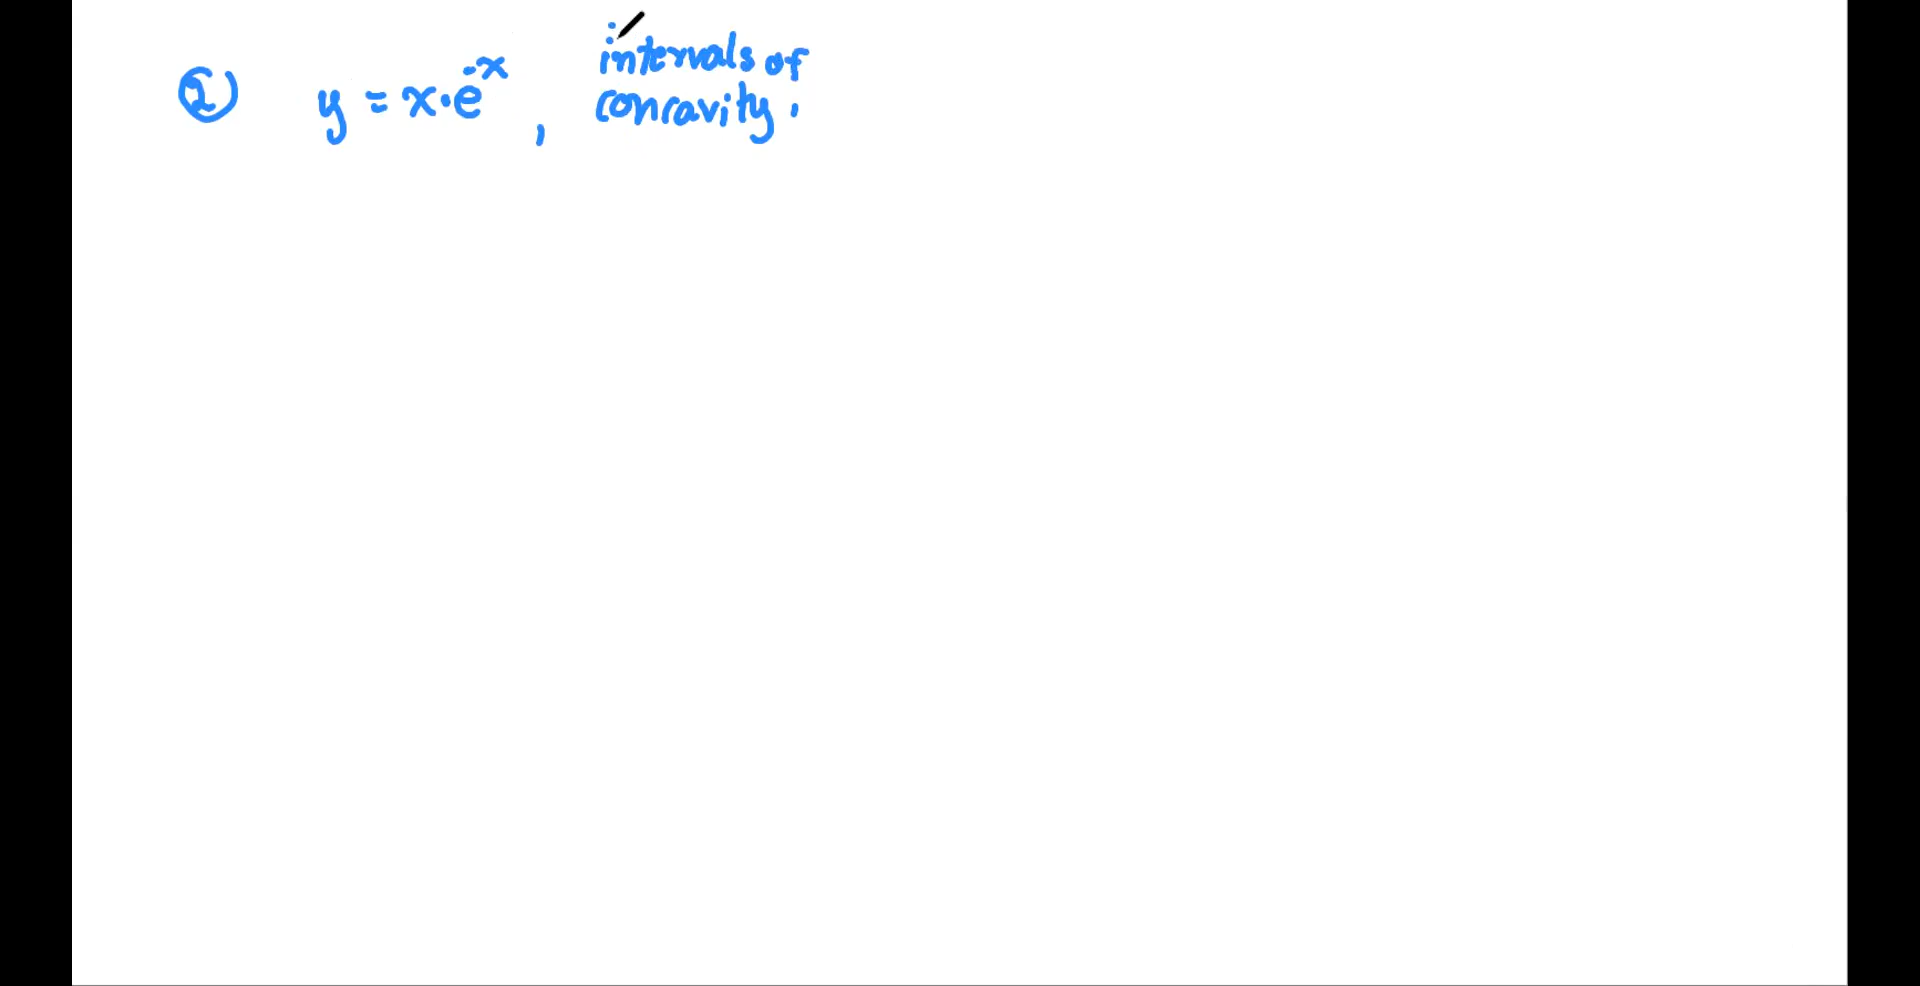 ② y = x·e^-x , intervals of
concavity.